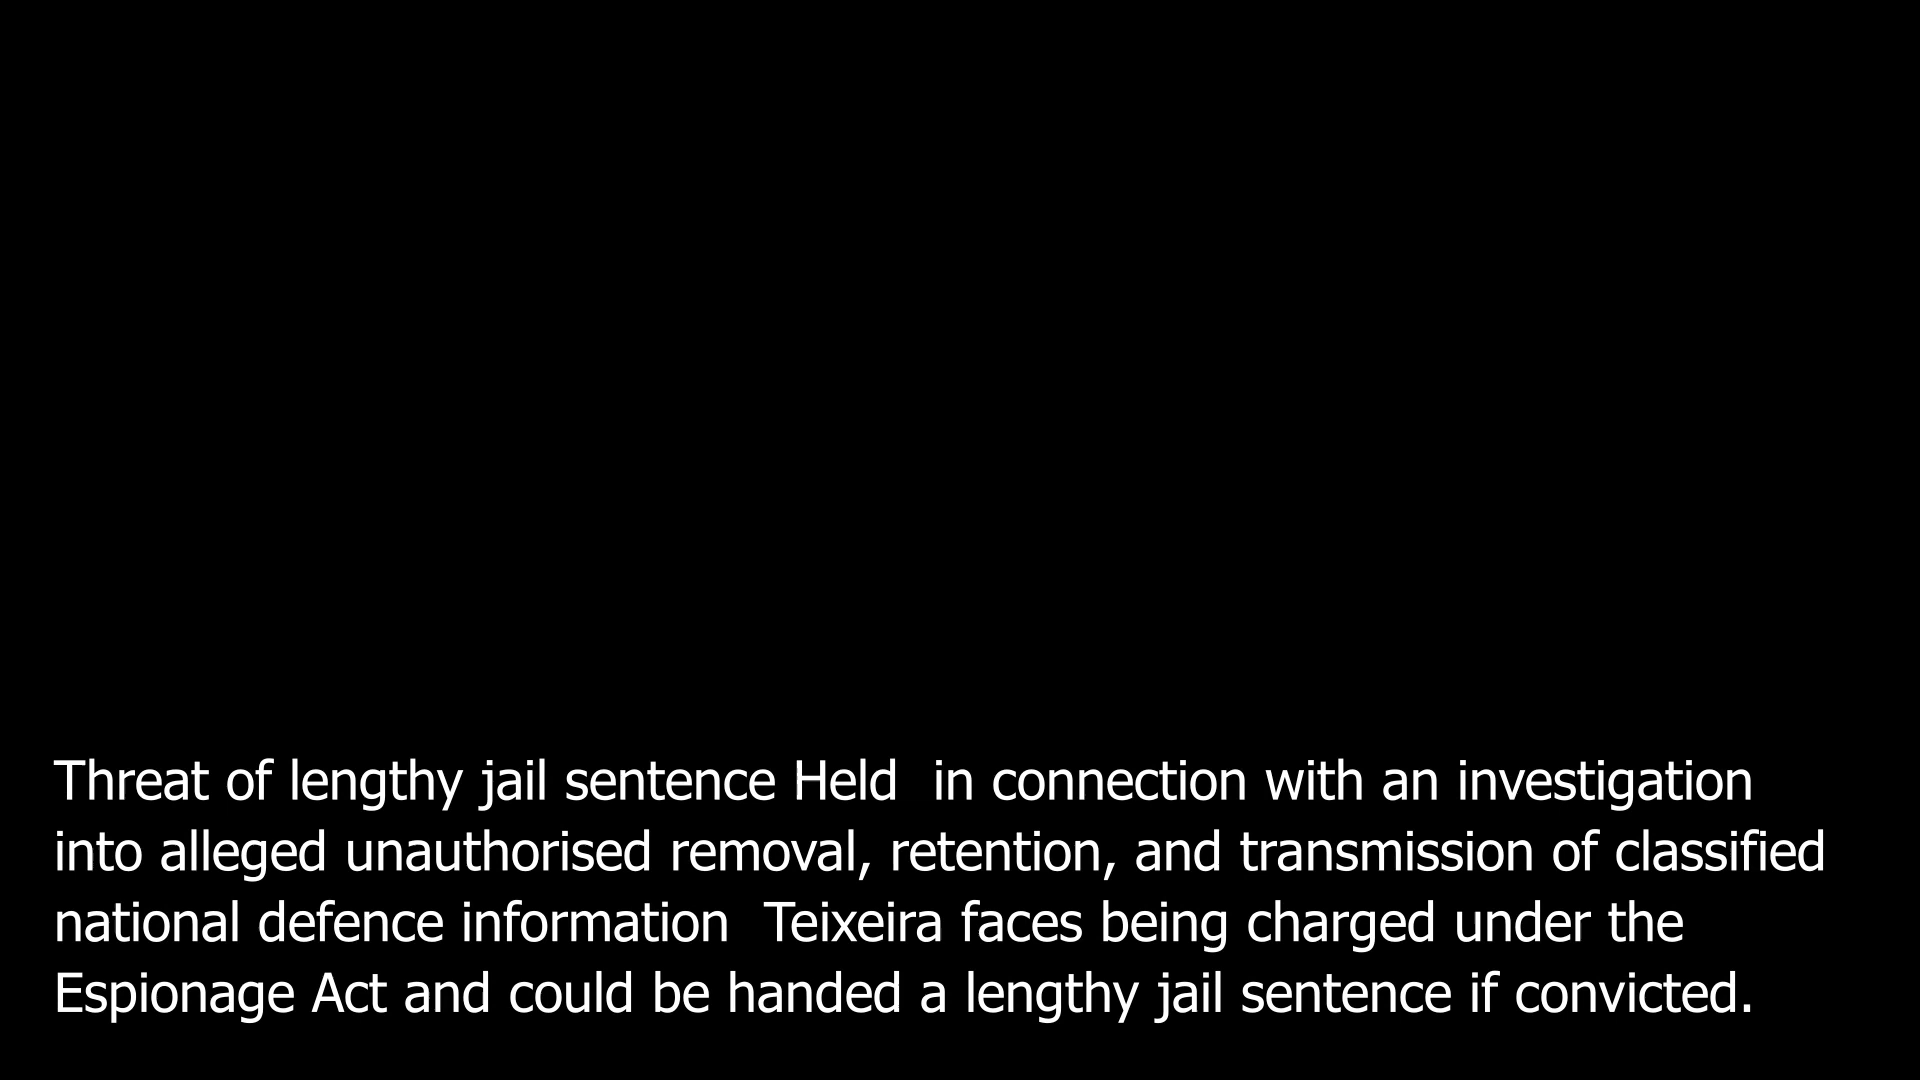 Threat of lengthy jail sentence Held  in connection with an investigation
into alleged unauthorised removal, retention, and transmission of classified
national defence information  Teixeira faces being charged under the
Espionage Act and could be handed a lengthy jail sentence if convicted.